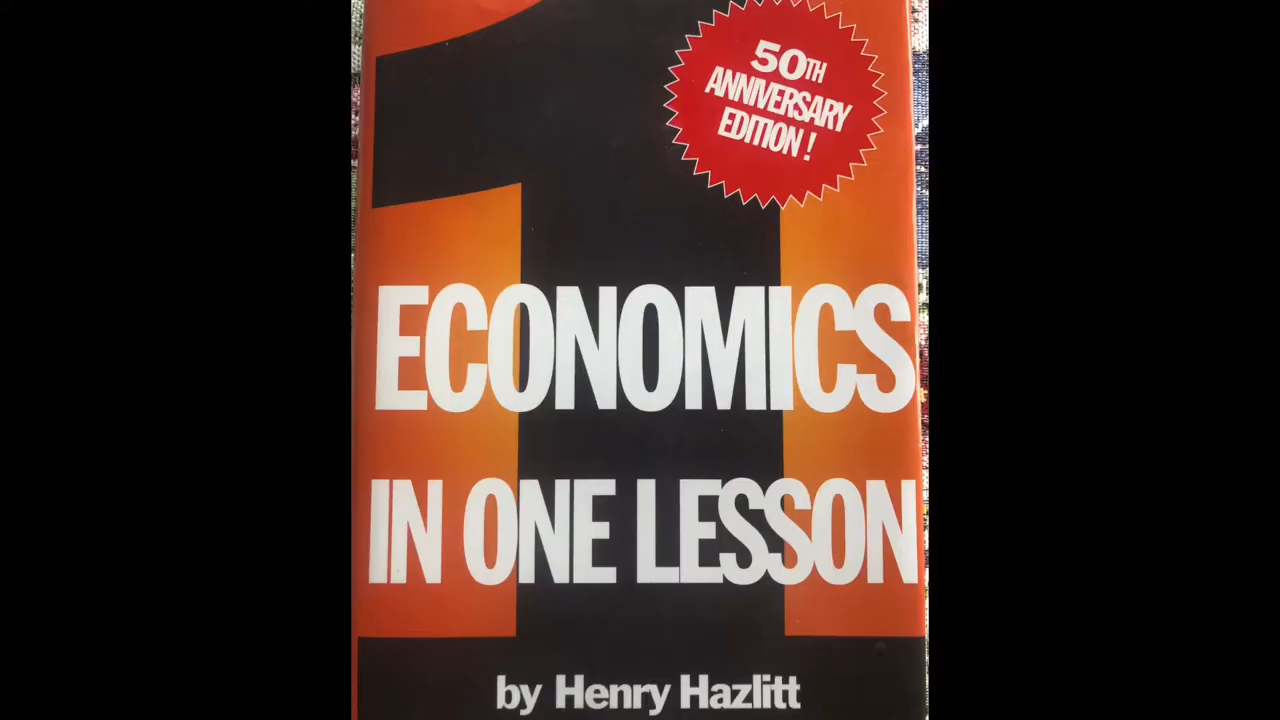 50TH
ANNIVERSARY
EDITION!
ECONOMICS
IN ONE LESSON
by Henry Hazlitt